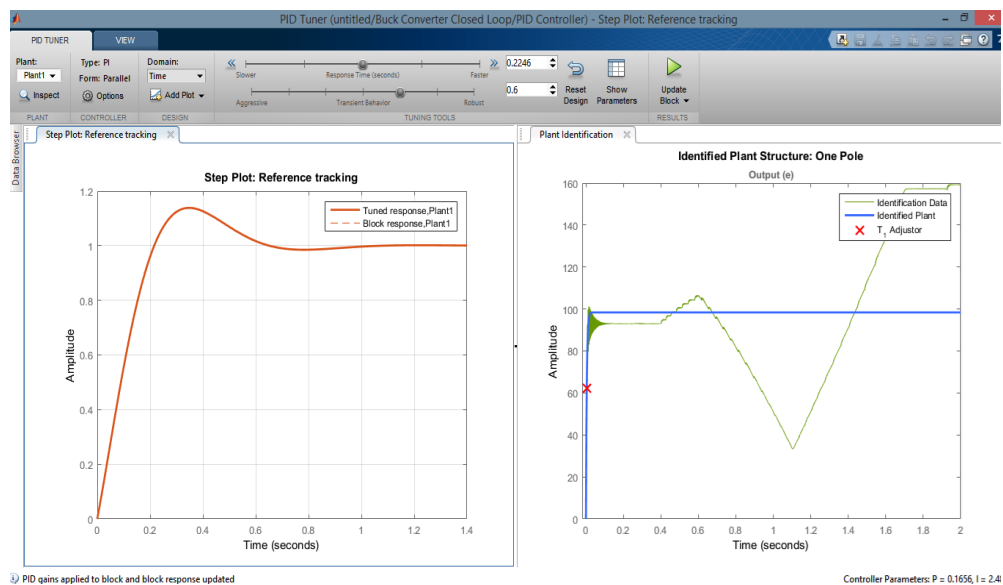 PID Tuner (untitled/Buck Converter Closed Loop/PID Controller) - Step Plot: Reference tracking
PID TUNER VIEW
Plant: Type: PI Domain:
Plant1 Form: Parallel Time Slower Response Time (seconds) Faster 0.2246
Inspect Options Add Plot Aggressive Transient Behavior Robust 0.6 Reset Design Show Parameters Update Block
PLANT CONTROLLER DESIGN TUNING TOOLS RESULTS
Data Browser
Step Plot: Reference tracking
Step Plot: Reference tracking
Tuned response,Plant1
Block response,Plant1
Amplitude
1.2
1
0.8
0.6
0.4
0.2
0
0 0.2 0.4 0.6 0.8 1 1.2 1.4
Time (seconds)
Plant Identification
Identified Plant Structure: One Pole
Output (e)
Identification Data
Identified Plant
T1 Adjustor
Amplitude
160
140
120
100
80
60
40
20
0
0 0.2 0.4 0.6 0.8 1 1.2 1.4 1.6 1.8 2
Time (seconds)
PID gains applied to block and block response updated
Controller Parameters: P = 0.1656, I = 2.4